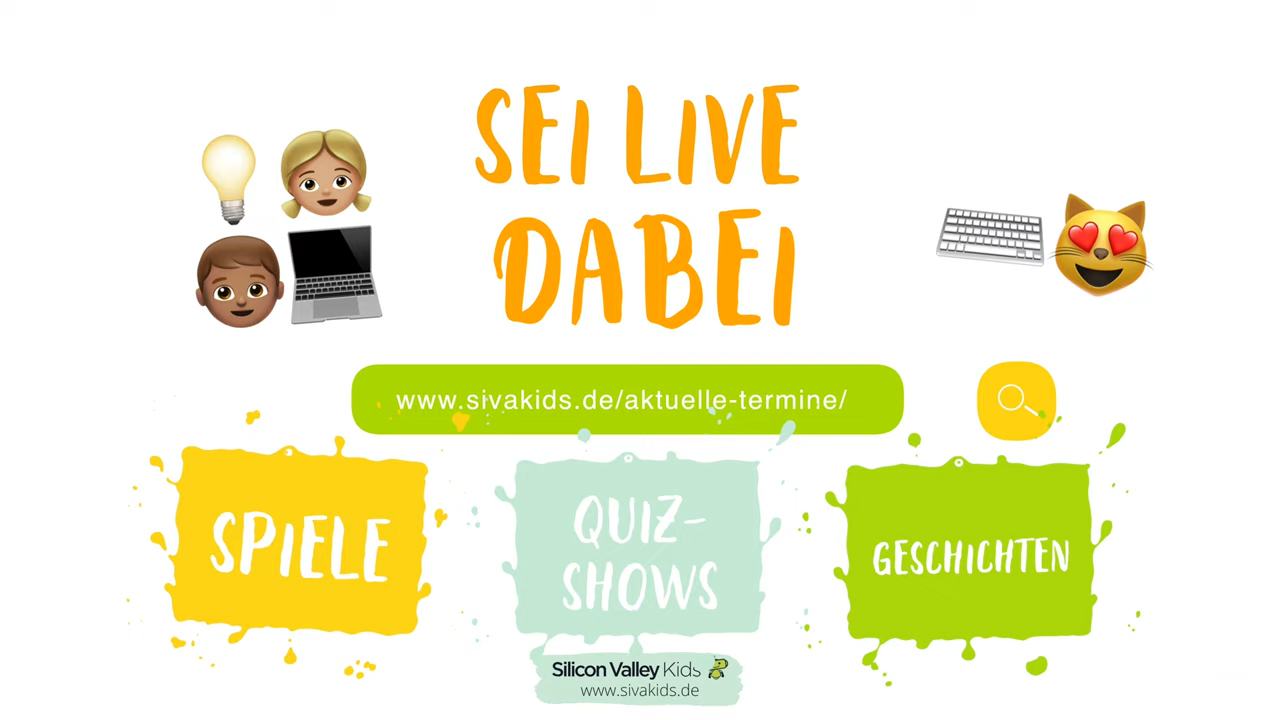 SEI LIVE
DABEI
www.sivakids.de/aktuelle-termine/
SPIELE
QUIZ-
SHOWS
GESCHICHTEN
Silicon Valley Kids
www.sivakids.de